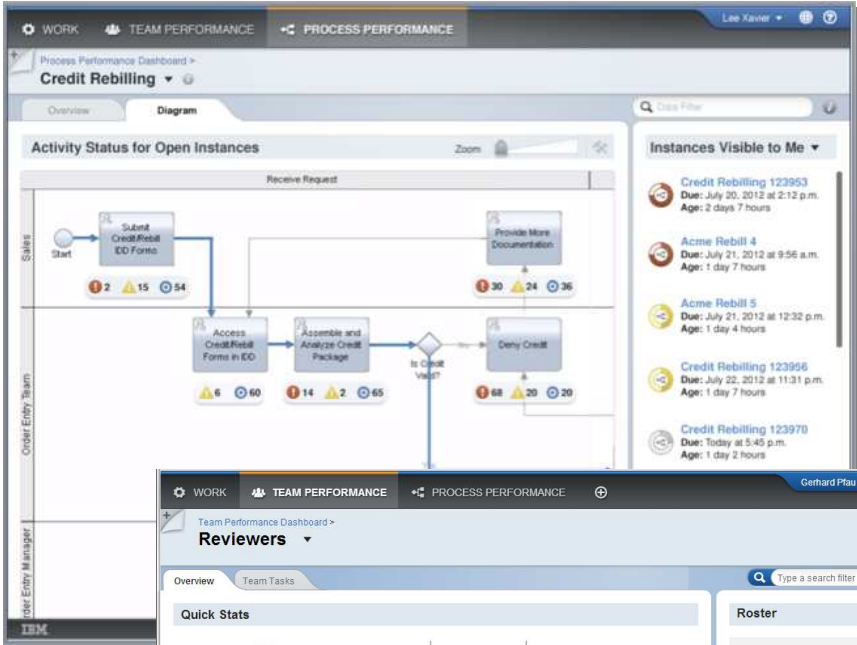 WORK
TEAM PERFORMANCE
PROCESS PERFORMANCE
Lee Xavier
Process Performance Dashboard >
Credit Rebilling
Overview
Diagram
Data Filter
Activity Status for Open Instances
Zoom
Instances Visible to Me
Receive Request
Credit Rebilling 123953
Due: July 20, 2012 at 2:12 p.m.
Age: 2 days 7 hours
Sales
Start
Submit
Credit/Rebill
IDD Forms
Provide More
Documentation
2 15 54
30 24 36
Acme Rebill 4
Due: July 21, 2012 at 9:56 a.m.
Age: 1 day 7 hours
Acme Rebill 5
Due: July 21, 2012 at 12:32 p.m.
Age: 1 day 4 hours
Order Entry Team
Access
Credit/Rebill
Forms in IDD
Assemble and
Analyze Credit
Package
Is Credit
Valid?
No
Deny Credit
6 60
14 2 65
68 20 20
Credit Rebilling 123956
Due: July 22, 2012 at 11:31 p.m.
Age: 1 day 7 hours
Credit Rebilling 123970
Due: Today at 5:45 p.m.
Age: 1 day 2 hours
rder Entry Manager
IBM
WORK
TEAM PERFORMANCE
PROCESS PERFORMANCE
Gerhard Pfau
Team Performance Dashboard >
Reviewers
Overview
Team Tasks
Type a search filter
Quick Stats
Roster